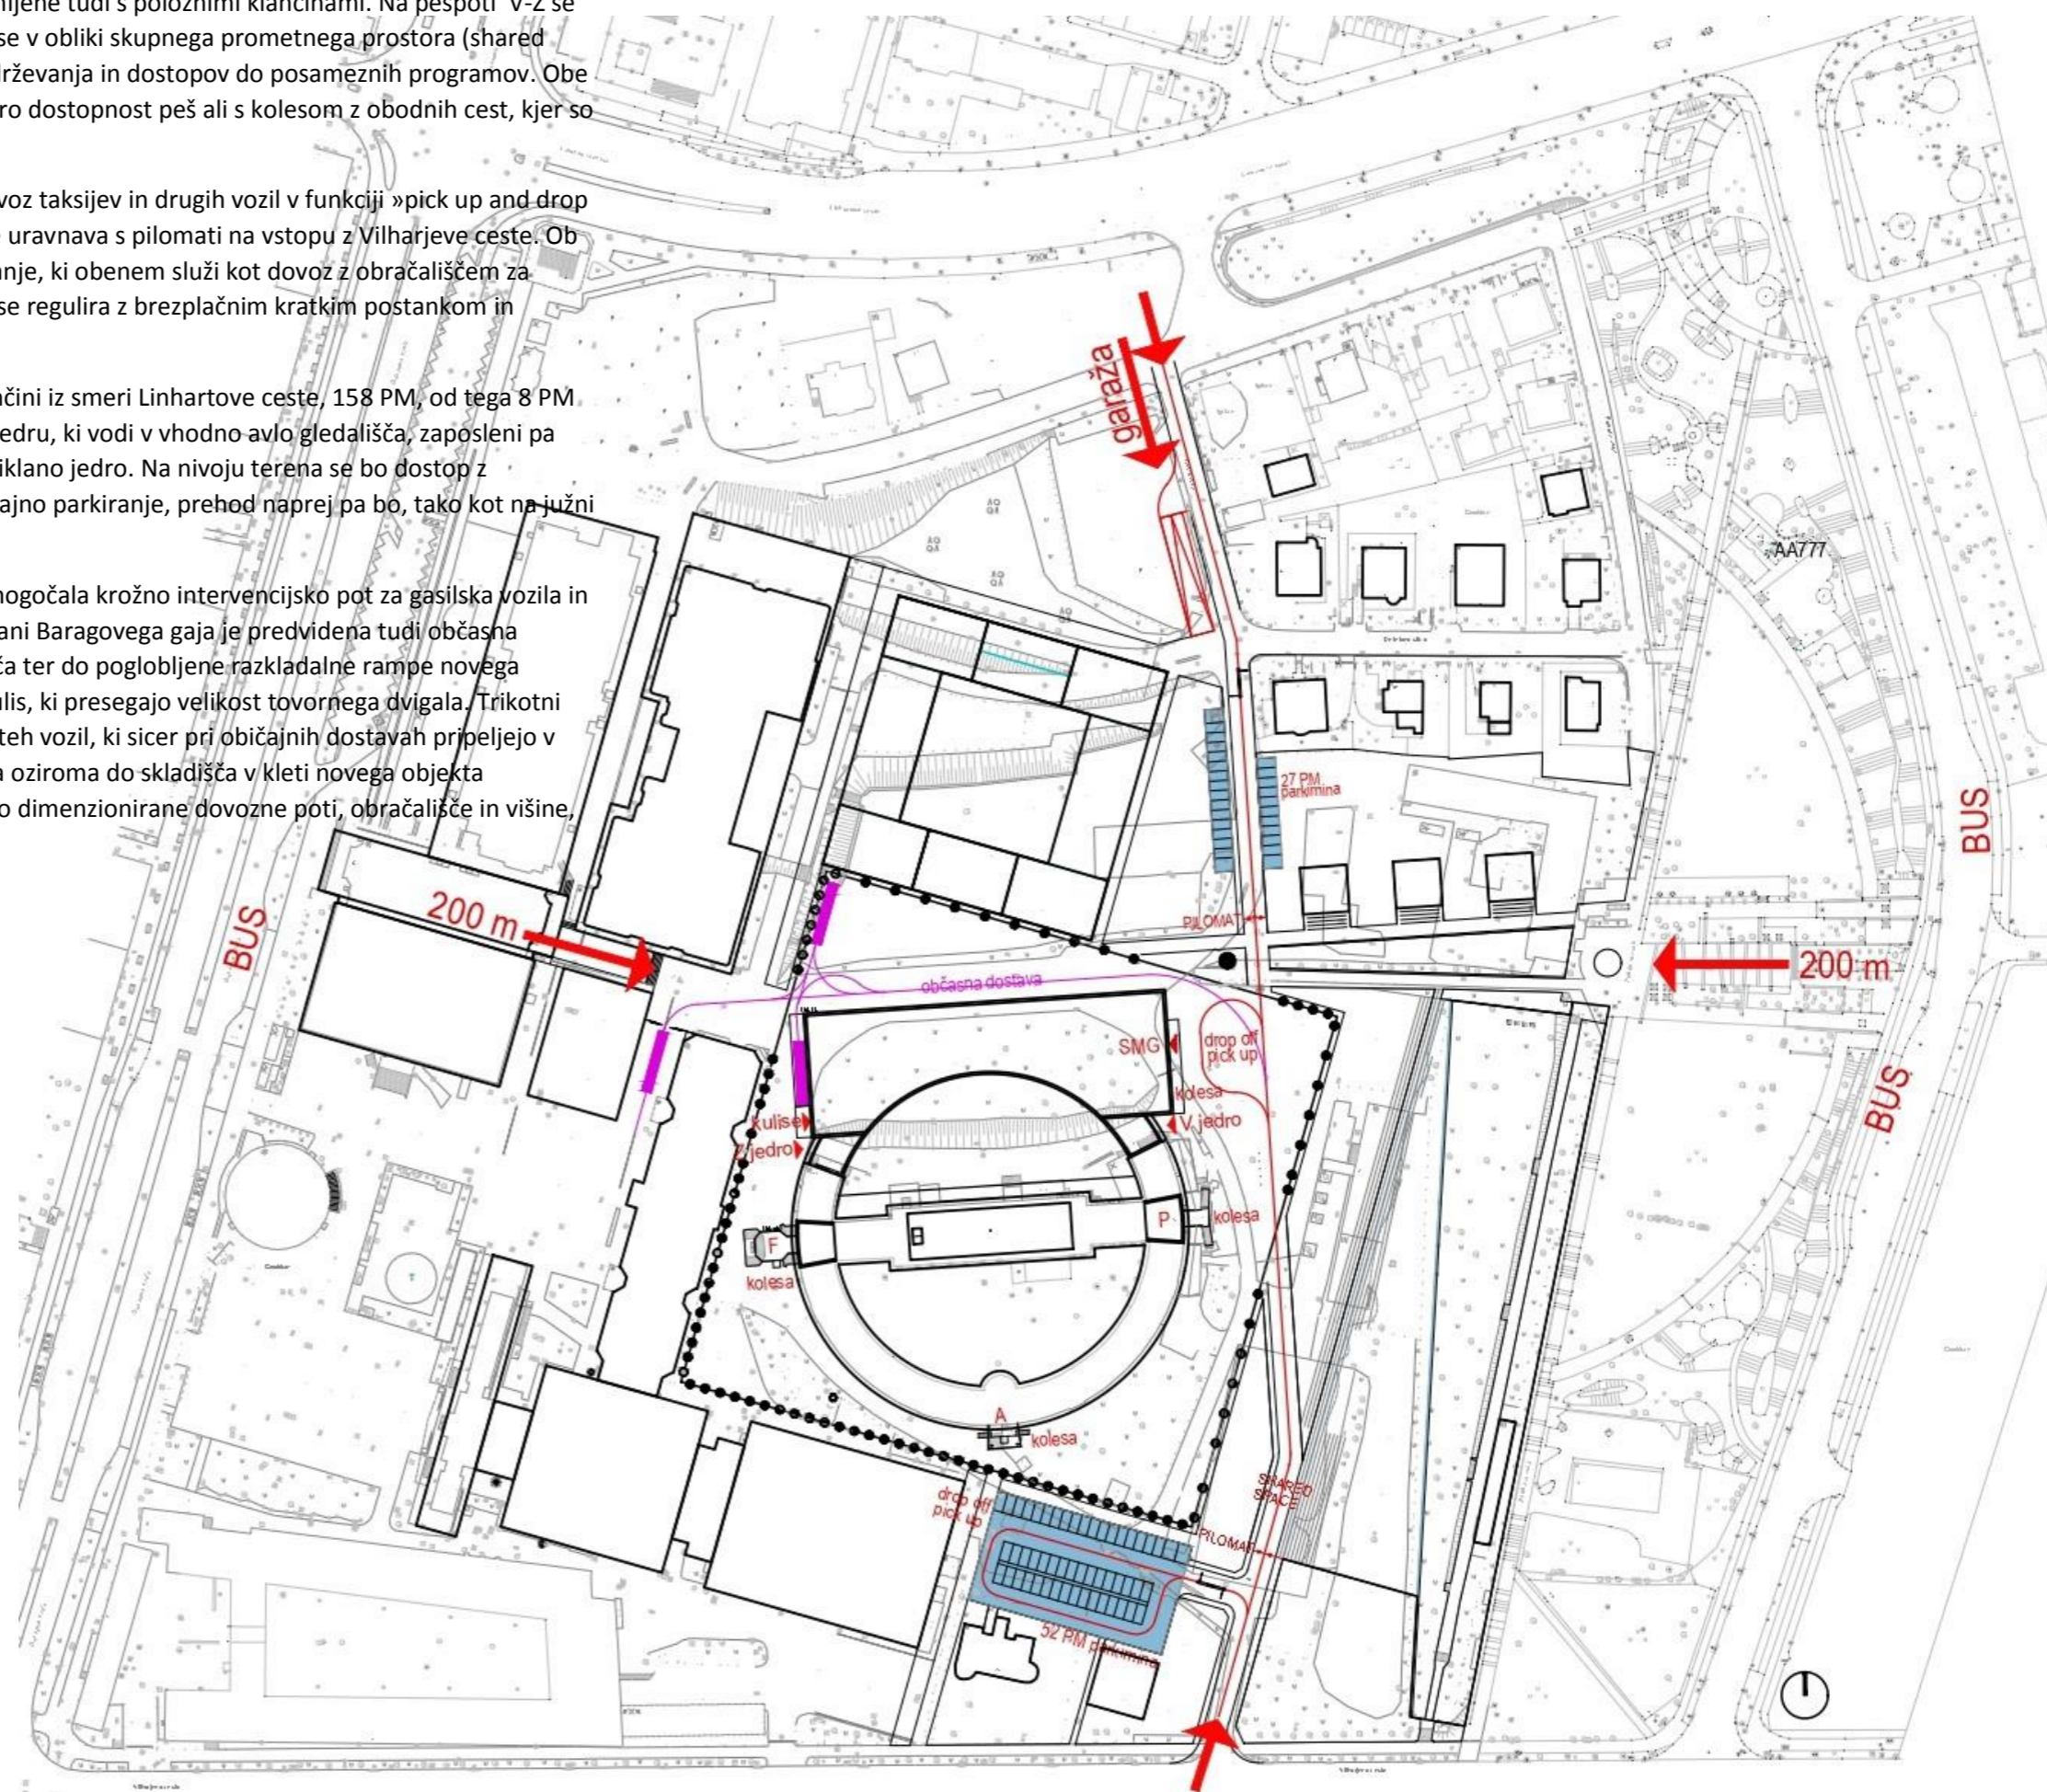 se v obliki skupnega prometnega prostora (shared
drževanja in dostopov do posameznih programov. Obe
ro dostopnost peš ali s kolesom z obodnih cest, kjer so
voz taksijev in drugih vozil v funkciji »pick up and drop
uravnava s pilomati na vstopu z Vilharjeve ceste. Ob
anje, ki obenem služi kot dovoz z obračališčem za
se regulira z brezplačnim kratkim postankom in
nčini iz smeri Linhartove ceste, 158 PM, od tega 8 PM
edru, ki vodi v vhodno avlo gledališča, zaposleni pa
iklano jedro. Na nivoju terena se bo dostop z
ajno parkiranje, prehod naprej pa bo, tako kot na južni
mogočala krožno intervencijsko pot za gasilska vozila in
ani Baragovega gaja je predvidena tudi občasna
ča ter do poglobljene razkladalne rampe novega
ulis, ki presegajo velikost tovornega dvigala. Trikotni
teh vozil, ki sicer pri običajnih dostavah pripeljejo v
a oziroma do skladišča v kleti novega objekta
o dimenzionirane dovozne poti, obračališče in višine,
garaža
AA777
27 PM
parkirnina
BUS
200 m
BUS
PILOMAT
200 m
občasna dostava
SMG
drop off
pick up
kolesa
kulise
V jedro
Z jedro
BUS
P
kolesa
F
kolesa
A
kolesa
SHARED
SPACE
drop off
pick up
PILOMAT
52 PM parkirnina